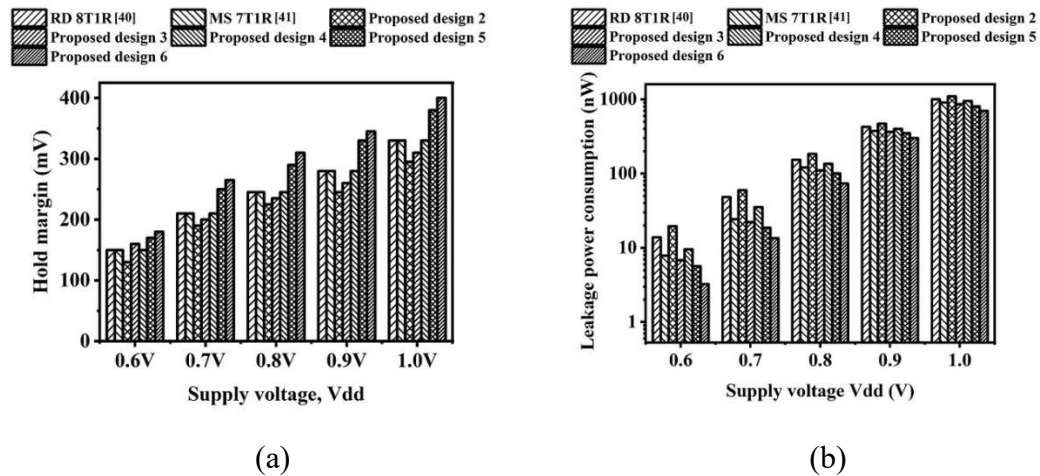 RD 8T1R[40] MS 7T1R[41] Proposed design 2
Proposed design 3 Proposed design 4 Proposed design 5
Proposed design 6
Hold margin (mV)
400
300
200
100
0
0.6V 0.7V 0.8V 0.9V 1.0V
Supply voltage, Vdd
(a)
RD 8T1R[40] MS 7T1R[41] Proposed design 2
Proposed design 3 Proposed design 4 Proposed design 5
Proposed design 6
Leakage power consumption (nW)
1000
100
10
1
0.6 0.7 0.8 0.9 1.0
Supply voltage Vdd (V)
(b)